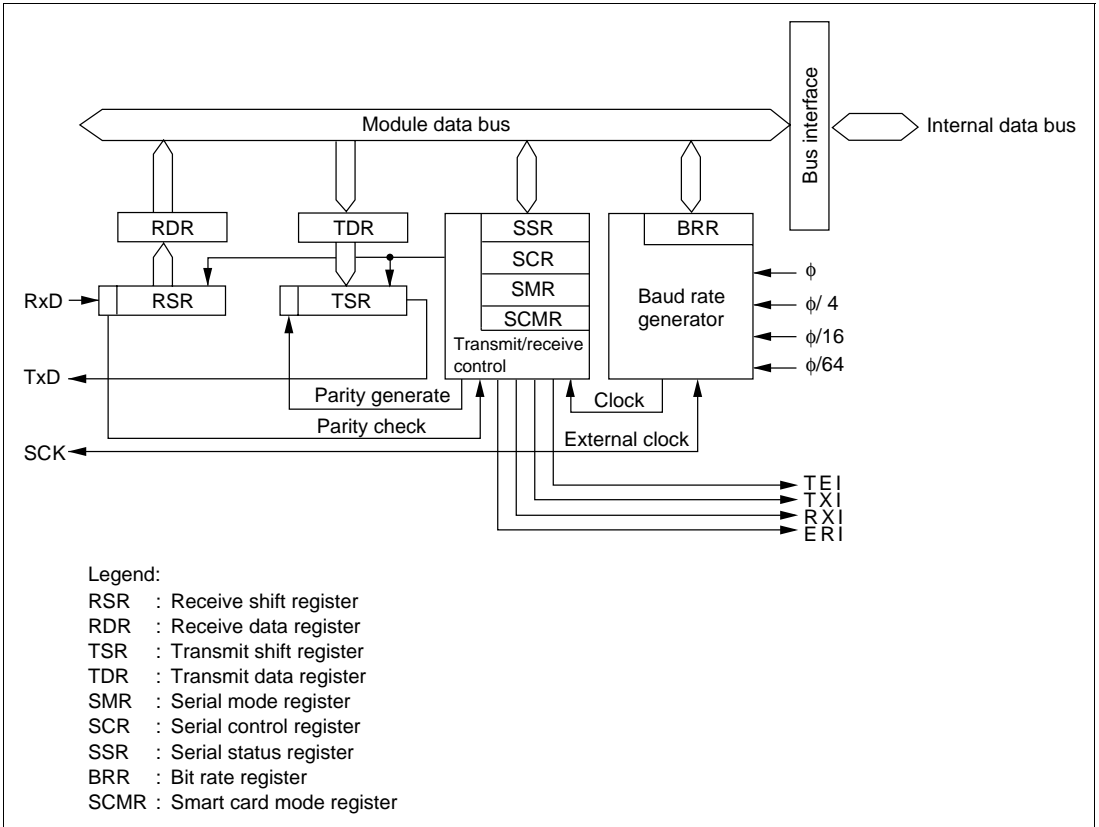 Bus interface
Module data bus
Internal data bus
RDR
TDR
SSR
BRR
SCR
SMR
SCMR
Transmit/receive
control
Baud rate
generator
ϕ
ϕ/ 4
ϕ/16
ϕ/64
RxD
RSR
TSR
TxD
Parity generate
Clock
Parity check
External clock
SCK
TEI
TXI
RXI
ERI
Legend:
RSR : Receive shift register
RDR : Receive data register
TSR : Transmit shift register
TDR : Transmit data register
SMR : Serial mode register
SCR : Serial control register
SSR : Serial status register
BRR : Bit rate register
SCMR : Smart card mode register